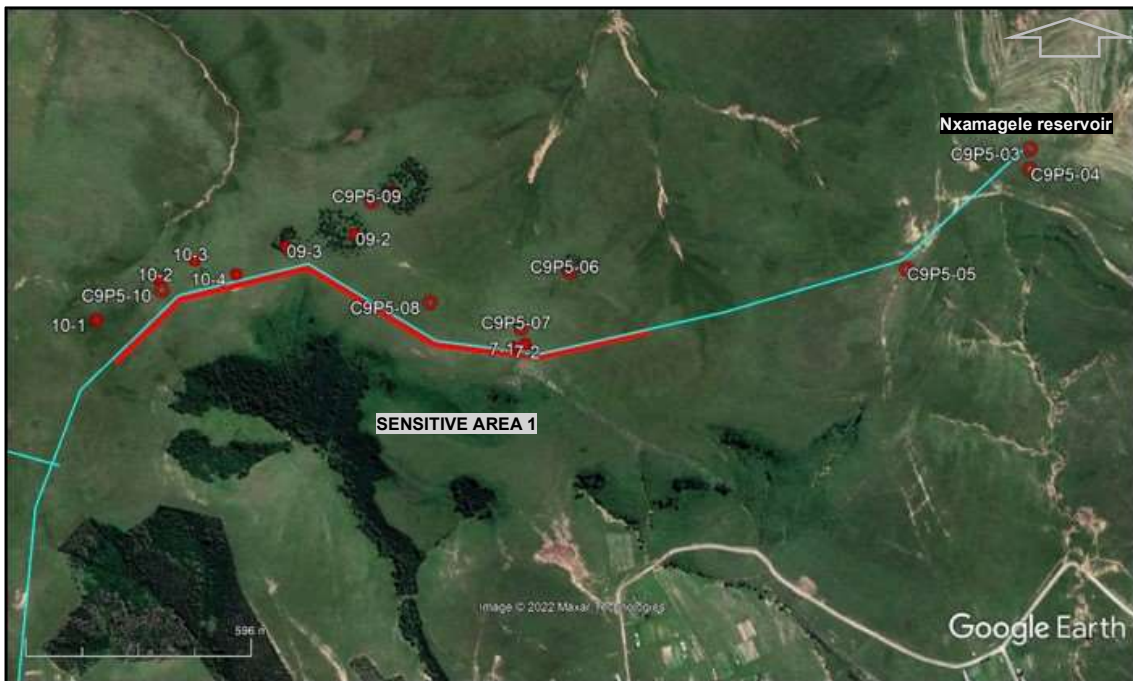 Nxamagele reservoir
C9P5-03
C9P5-04
C9P5-09
09-2
09-3
10-3
10-2
10-4
C9P5-10
10-1
C9P5-06
C9P5-05
C9P5-08
C9P5-07
7-2
SENSITIVE AREA 1
Image © 2022 Maxar Technologies
596 m
Google Earth